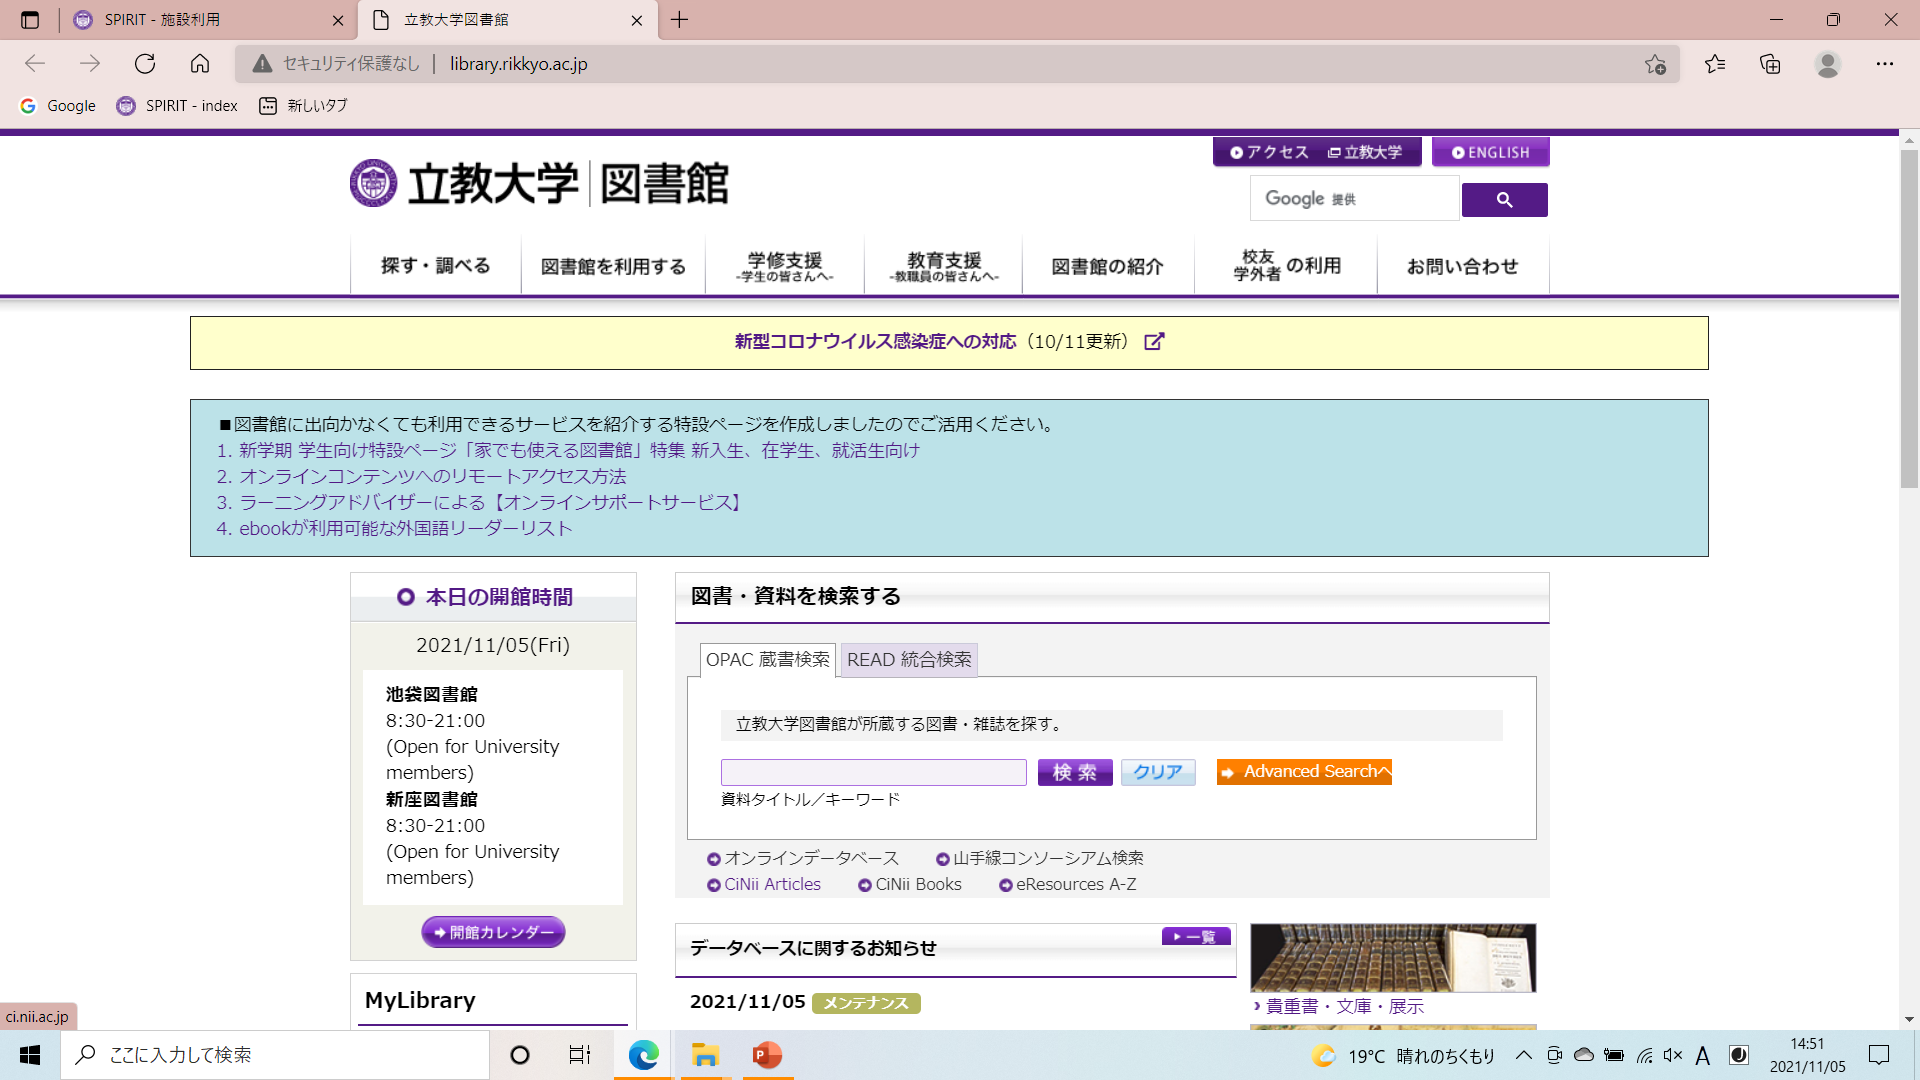 SPIRIT - 施設利用
立教大学図書館
セキュリティ保護なし
library.rikkyo.ac.jp
Google
SPIRIT - index
新しいタブ
アクセス
立教大学
ENGLISH
立教大学 図書館
Google 提供
探す・調べる
図書館を利用する
学修支援
-学生の皆さんへ-
教育支援
-教職員の皆さんへ-
図書館の紹介
校友
学外者
の利用
お問い合わせ
新型コロナウイルス感染症への対応（10/11更新）
■図書館に出向かなくても利用できるサービスを紹介する特設ページを作成しましたのでご活用ください。
1. 新学期 学生向け特設ページ「家でも使える図書館」特集 新入生、在学生、就活生向け
2. オンラインコンテンツへのリモートアクセス方法
3. ラーニングアドバイザーによる【オンラインサポートサービス】
4. ebookが利用可能な外国語リーダーリスト
本日の開館時間
2021/11/05(Fri)
池袋図書館
8:30-21:00
(Open for University
members)
新座図書館
8:30-21:00
(Open for University
members)
開館カレンダー
MyLibrary
図書・資料を検索する
OPAC 蔵書検索
READ 統合検索
立教大学図書館が所蔵する図書・雑誌を探す。
検索
クリア
Advanced Searchへ
資料タイトル／キーワード
オンラインデータベース
山手線コンソーシアム検索
CiNii Articles
CiNii Books
eResources A-Z
データベースに関するお知らせ
一覧
2021/11/05 メンテナンス
貴重書・文庫・展示
ci.nii.ac.jp
ここに入力して検索
19°C 晴れのちくもり
A
14:51
2021/11/05